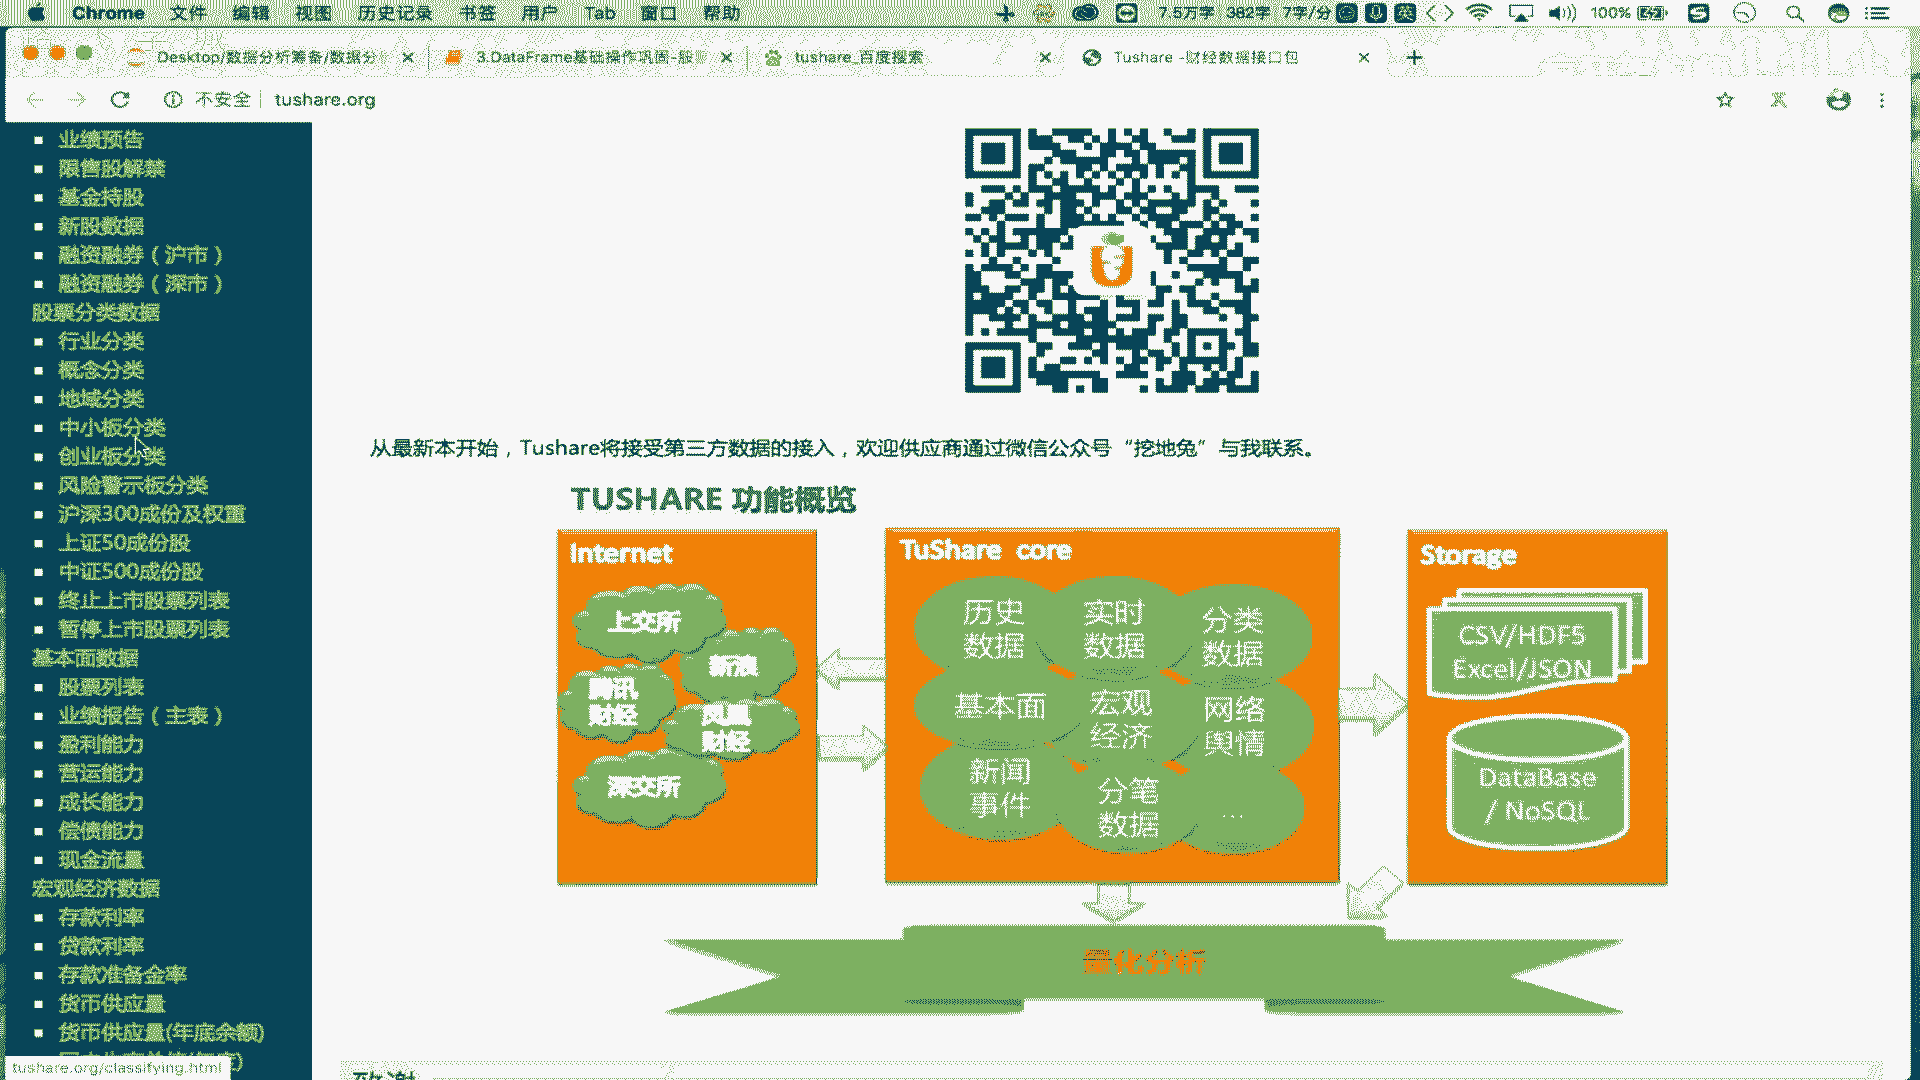 Chrome 文件 编辑 视图 历史记录 书签 用户 Tab 窗口 帮助 7.5万字 382字 7字/分 英 100%
Desktop/数据分析筹备/数据分 3.DataFrame基础操作巩固-股 tushare_百度搜索 Tushare -财经数据接口包
不安全 tushare.org
业绩预告
限售股解禁
基金持股
新股数据
融资融券（沪市）
融资融券（深市）
股票分类数据
行业分类
概念分类
地域分类
中小板分类
创业板分类
风险警示板分类
沪深300成份及权重
上证50成份股
中证500成份股
终止上市股票列表
暂停上市股票列表
基本面数据
股票列表
业绩报告（主表）
盈利能力
营运能力
成长能力
偿债能力
现金流量
宏观经济数据
存款利率
贷款利率
存款准备金率
货币供应量
货币供应量(年底余额)
tushare.org/classifying.html
从最新本开始，Tushare将接受第三方数据的接入，欢迎供应商通过微信公众号“挖地兔”与我联系。
TUSHARE 功能概览
Internet
上交所
新浪
腾讯
财经
凤凰
财经
深交所
TuShare core
历史
数据
实时
数据
分类
数据
基本面
宏观
经济
网络
舆情
新闻
事件
分笔
数据
...
Storage
CSV/HDF5
Excel/JSON
DataBase
/ NoSQL
量化分析